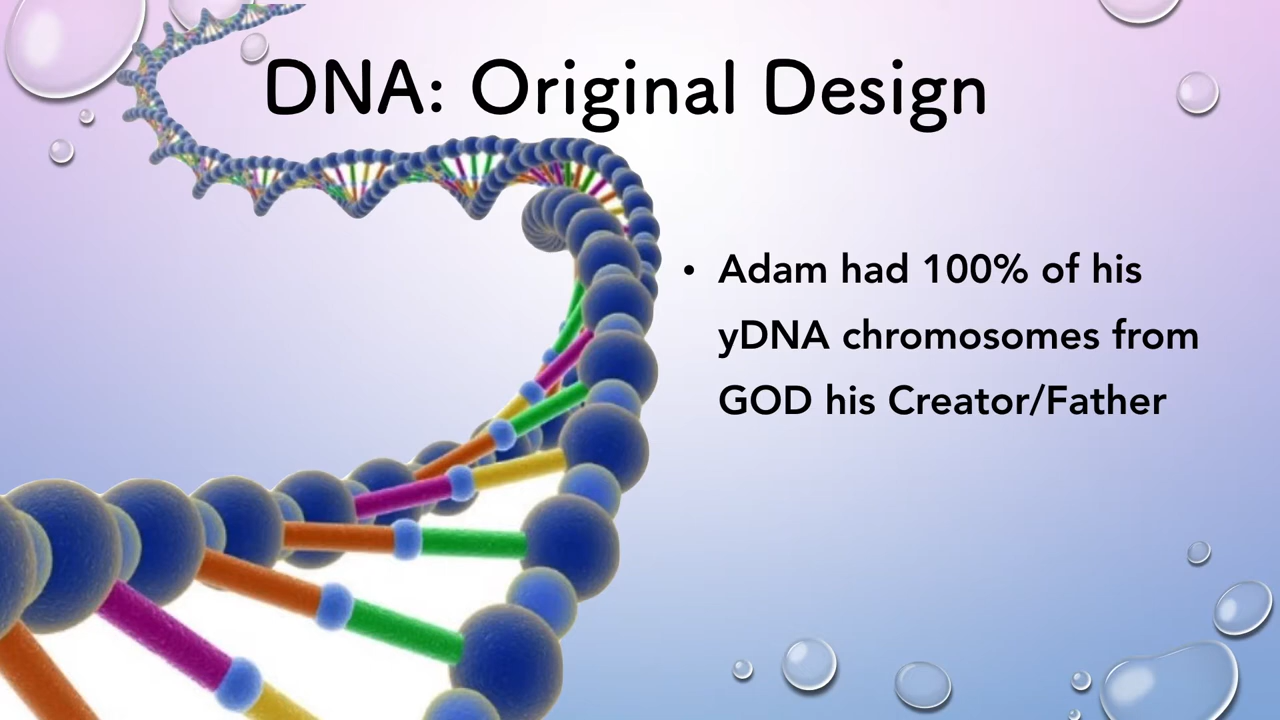 DNA: Original Design
• Adam had 100% of his
yDNA chromosomes from
GOD his Creator/Father